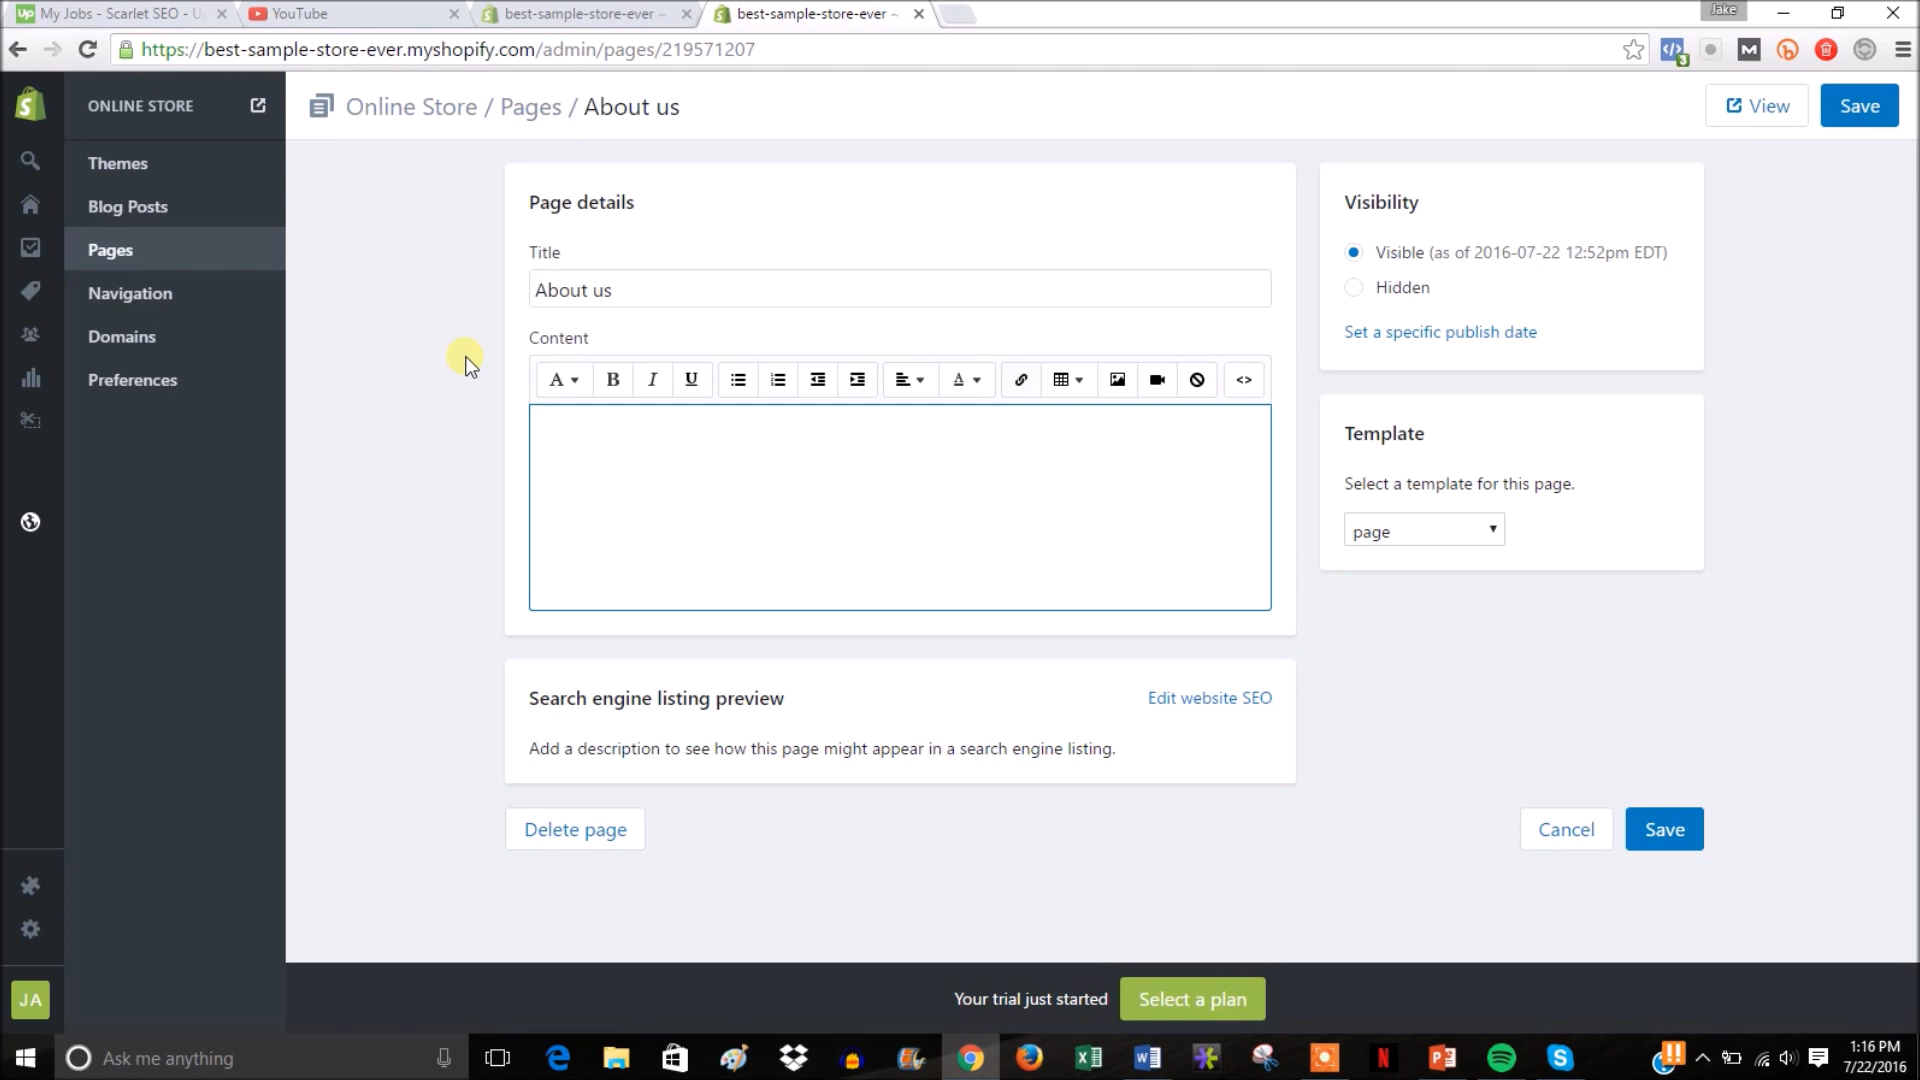 Up My Jobs - Scarlet SEO - U
YouTube
best-sample-store-ever ~
best-sample-store-ever ~
Jake
https://best-sample-store-ever.myshopify.com/admin/pages/219571207
3
M
ONLINE STORE
Online Store / Pages / About us
View
Save
Themes
Blog Posts
Pages
Navigation
Domains
Preferences
Page details
Title
About us
Content
A B I U
A
<>
Visibility
Visible (as of 2016-07-22 12:52pm EDT)
Hidden
Set a specific publish date
Template
Select a template for this page.
page
Search engine listing preview
Edit website SEO
Add a description to see how this page might appear in a search engine listing.
Delete page
Cancel
Save
JA
Your trial just started
Select a plan
Ask me anything
1:16 PM
7/22/2016